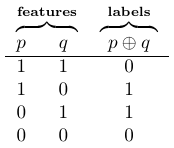 features labels
p q p ⊕ q
1 1 0
1 0 1
0 1 1
0 0 0